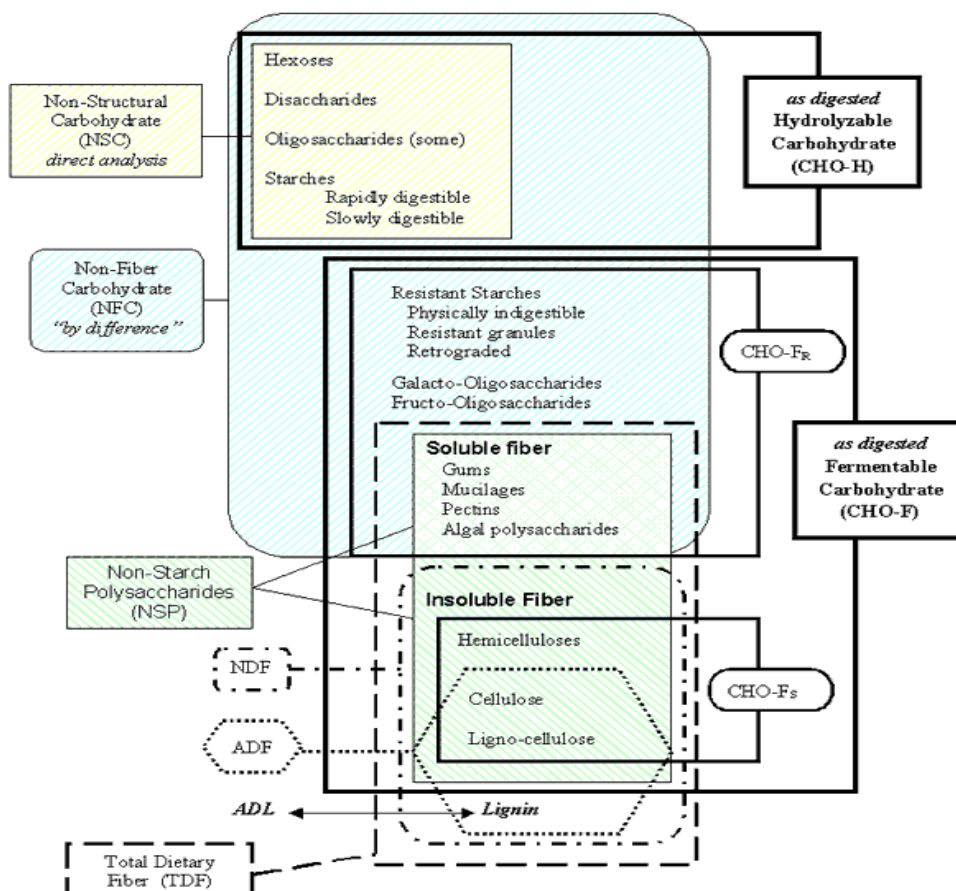 Hexoses
Disaccharides
Oligosaccharides (some)
Starches
Rapidly digestible
Slowly digestible
Non-Structural
Carbohydrate
(NSC)
direct analysis
as digested
Hydrolyzable
Carbohydrate
(CHO-H)
Non-Fiber
Carbohydrate
(NFC)
“by difference”
Resistant Starches
Physically indigestible
Resistant granules
Retrograded
Galacto-Oligosaccharides
Fructo-Oligosaccharides
CHO-FR
as digested
Fermentable
Carbohydrate
(CHO-F)
Soluble fiber
Gums
Mucilages
Pectins
Algal polysaccharides
Non-Starch
Polysaccharides
(NSP)
Insoluble Fiber
Hemicelluloses
NDF
CHO-FS
Cellulose
Ligno-cellulose
ADF
ADL
Lignin
Total Dietary
Fiber (TDF)